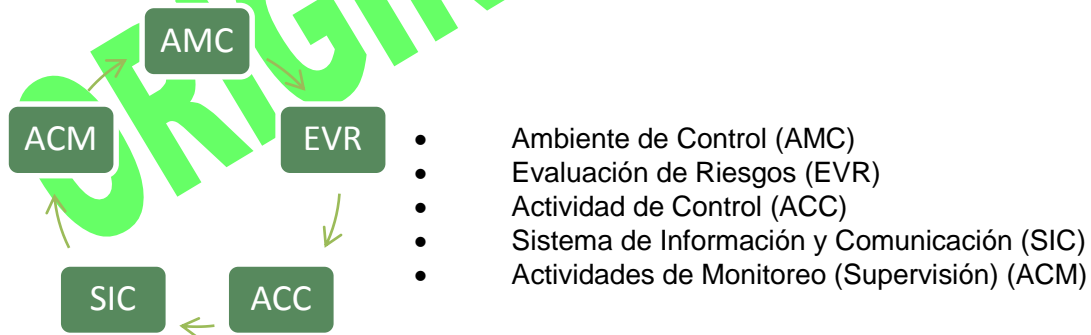 ORIGIN
AMC
ACM
EVR
SIC
ACC
• Ambiente de Control (AMC)
• Evaluación de Riesgos (EVR)
• Actividad de Control (ACC)
• Sistema de Información y Comunicación (SIC)
• Actividades de Monitoreo (Supervisión) (ACM)